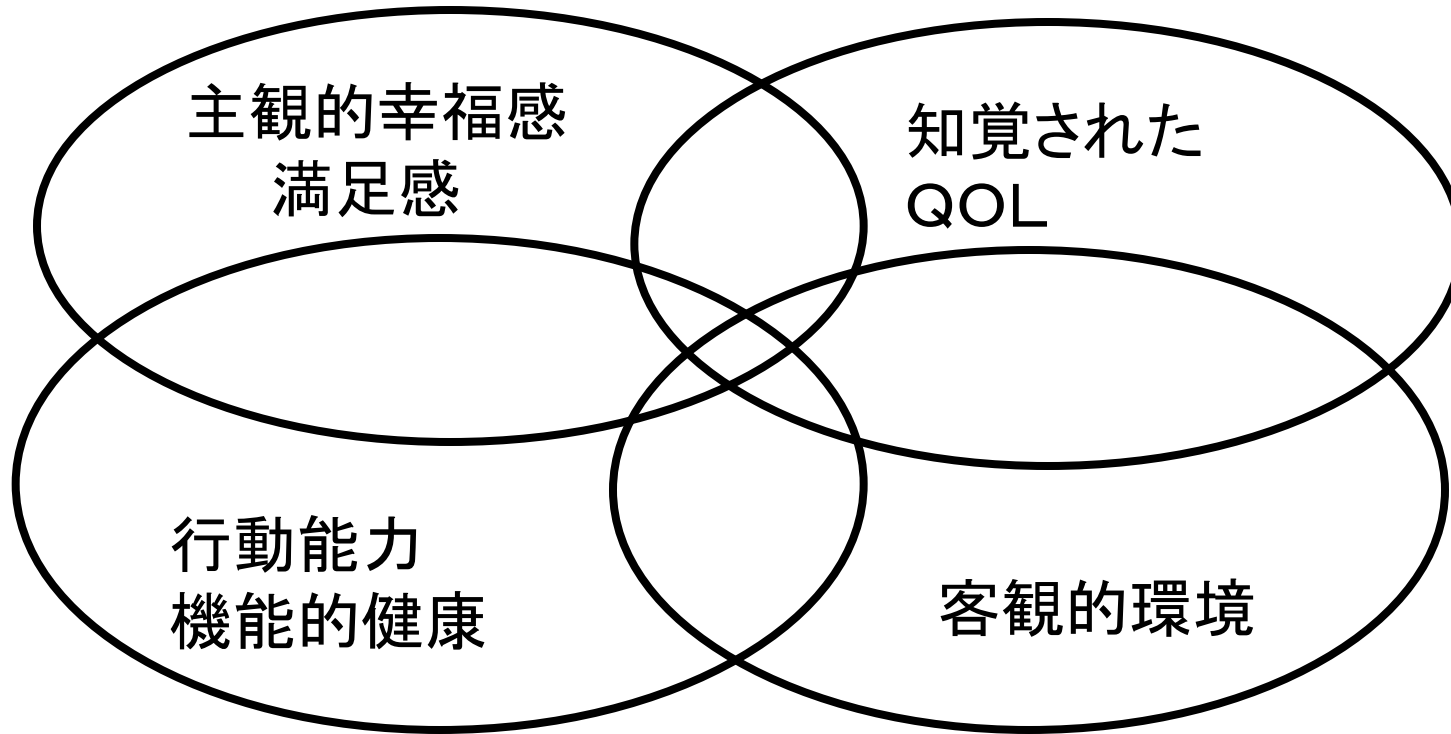 主観的幸福感
満足感
知覚された
QOL
行動能力
機能的健康
客観的環境